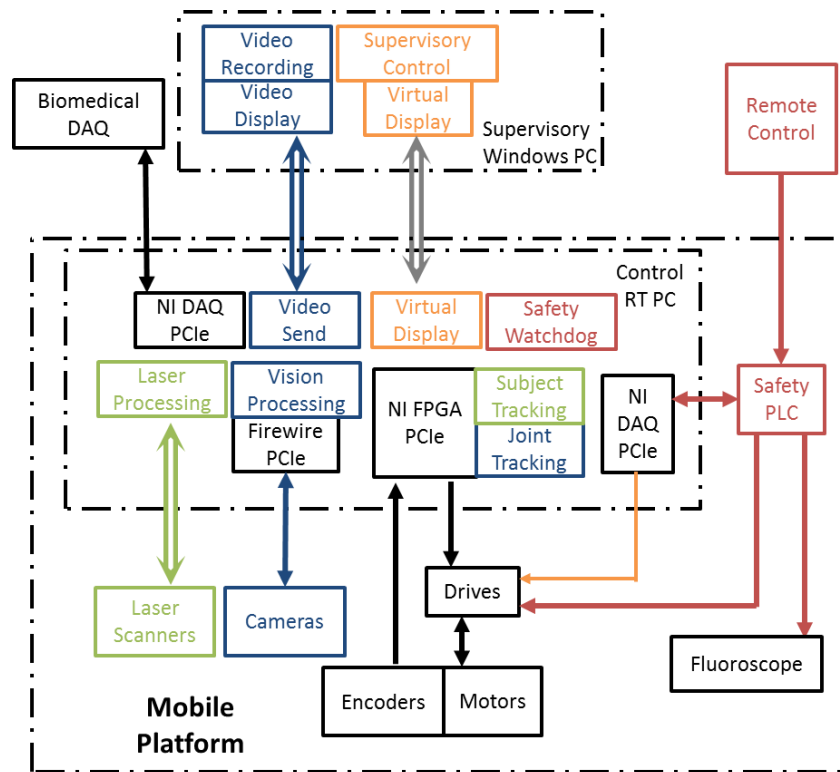 Video
Recording
Video
Display
Supervisory
Control
Virtual
Display
Supervisory
Windows PC
Biomedical
DAQ
Remote
Control
Control
RT PC
NI DAQ
PCIe
Video
Send
Virtual
Display
Safety
Watchdog
Laser
Processing
Vision
Processing
Firewire
PCIe
NI FPGA
PCIe
Subject
Tracking
Joint
Tracking
NI
DAQ
PCIe
Safety
PLC
Laser
Scanners
Cameras
Drives
Encoders
Motors
Fluoroscope
Mobile
Platform